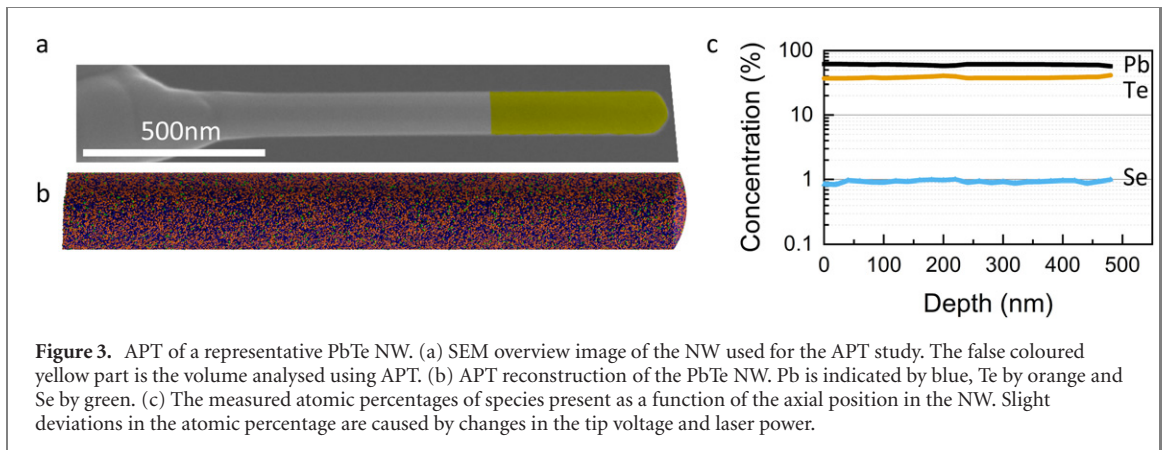 a
500nm
b
c
Concentration (%)
100
10
1
0.1
Pb
Te
Se
0 100 200 300 400 500
Depth (nm)
Figure 3. APT of a representative PbTe NW. (a) SEM overview image of the NW used for the APT study. The false coloured
yellow part is the volume analysed using APT. (b) APT reconstruction of the PbTe NW. Pb is indicated by blue, Te by orange and
Se by green. (c) The measured atomic percentages of species present as a function of the axial position in the NW. Slight
deviations in the atomic percentage are caused by changes in the tip voltage and laser power.